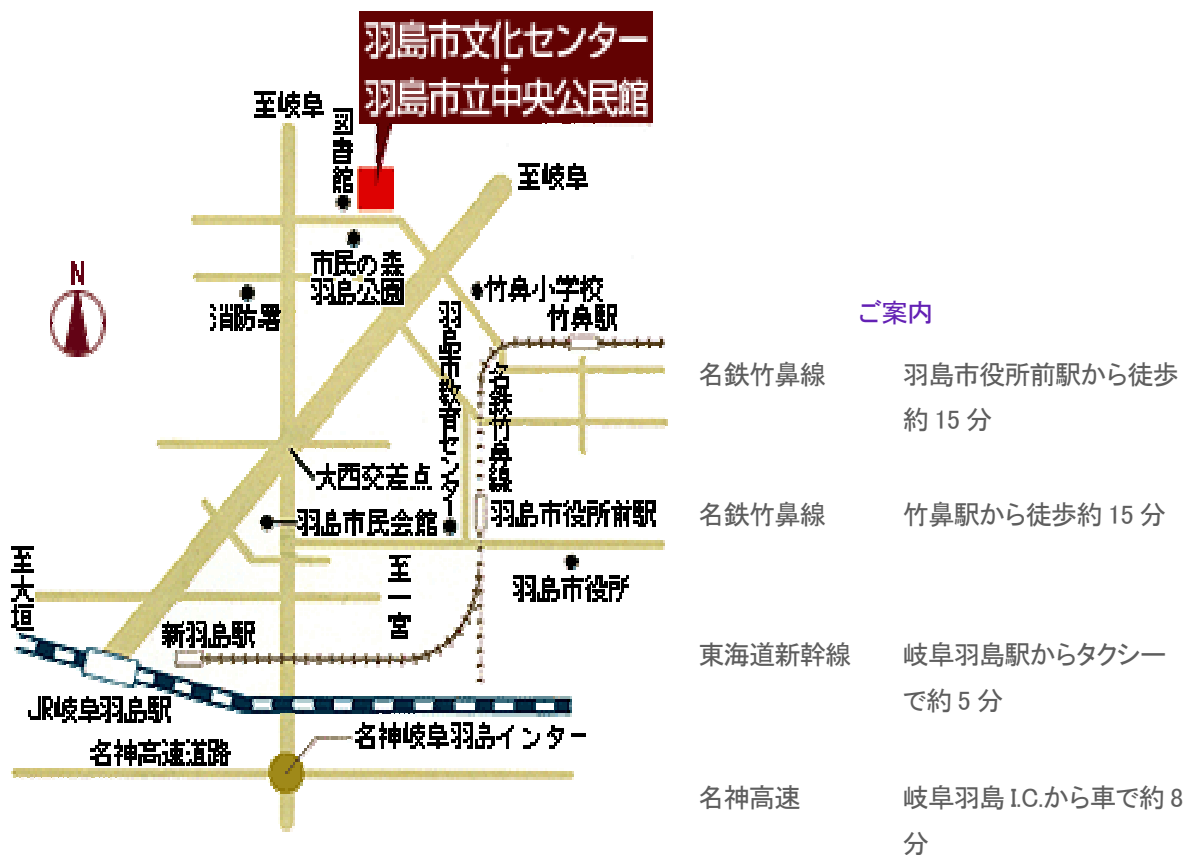 羽島市文化センター
・
羽島市立中央公民館
至岐阜
図書館
至岐阜
市民の森
羽島公園
竹鼻小学校
N
消防署
竹鼻駅
羽島市教育センター
名鉄竹鼻線
大西交差点
羽島市民会館
羽島市役所前駅
至大垣
至一宮
羽島市役所
新羽島駅
JR岐阜羽島駅
名神岐阜羽島インター
名神高速道路
ご案内
名鉄竹鼻線 羽島市役所前駅から徒歩
約 15 分
名鉄竹鼻線 竹鼻駅から徒歩約 15 分
東海道新幹線 岐阜羽島駅からタクシー
で約 5 分
名神高速 岐阜羽島 I.C.から車で約 8
分